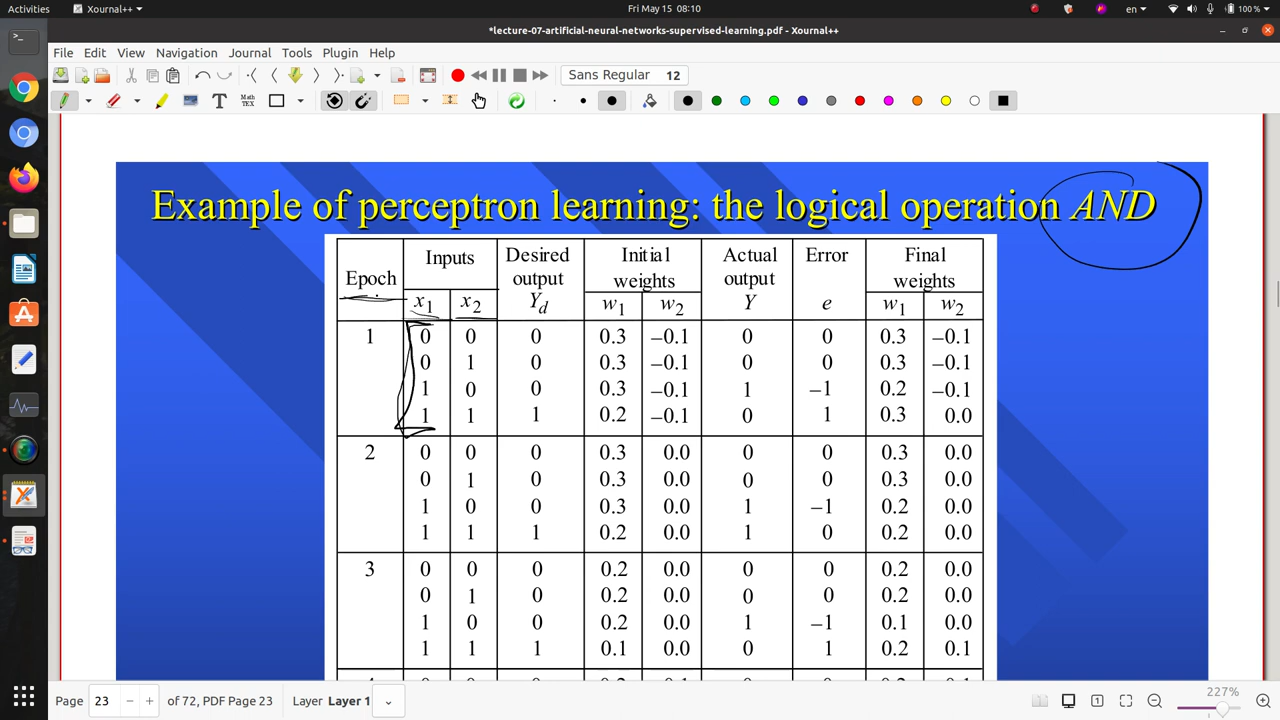 Activities Xournal++ Fri May 15 08:10 en 100 %
*lecture-07-artificial-neural-networks-supervised-learning.pdf - Xournal++
File Edit View Navigation Journal Tools Plugin Help
Sans Regular 12
Example of perceptron learning: the logical operation AND
Epoch Inputs Desired output Initial weights Actual output Error Final weights
x1 x2 Yd w1 w2 Y e w1 w2
1 0 0 0 0.3 –0.1 0 0 0.3 –0.1
0 1 0 0.3 –0.1 0 0 0.3 –0.1
1 0 0 0.3 –0.1 1 –1 0.2 –0.1
1 1 1 0.2 –0.1 0 1 0.3 0.0
2 0 0 0 0.3 0.0 0 0 0.3 0.0
0 1 0 0.3 0.0 0 0 0.3 0.0
1 0 0 0.3 0.0 1 –1 0.2 0.0
1 1 1 0.2 0.0 1 0 0.2 0.0
3 0 0 0 0.2 0.0 0 0 0.2 0.0
0 1 0 0.2 0.0 0 0 0.2 0.0
1 0 0 0.2 0.0 1 –1 0.1 0.0
1 1 1 0.1 0.0 0 1 0.2 0.1
Page 23 of 72, PDF Page 23 Layer Layer 1 227%